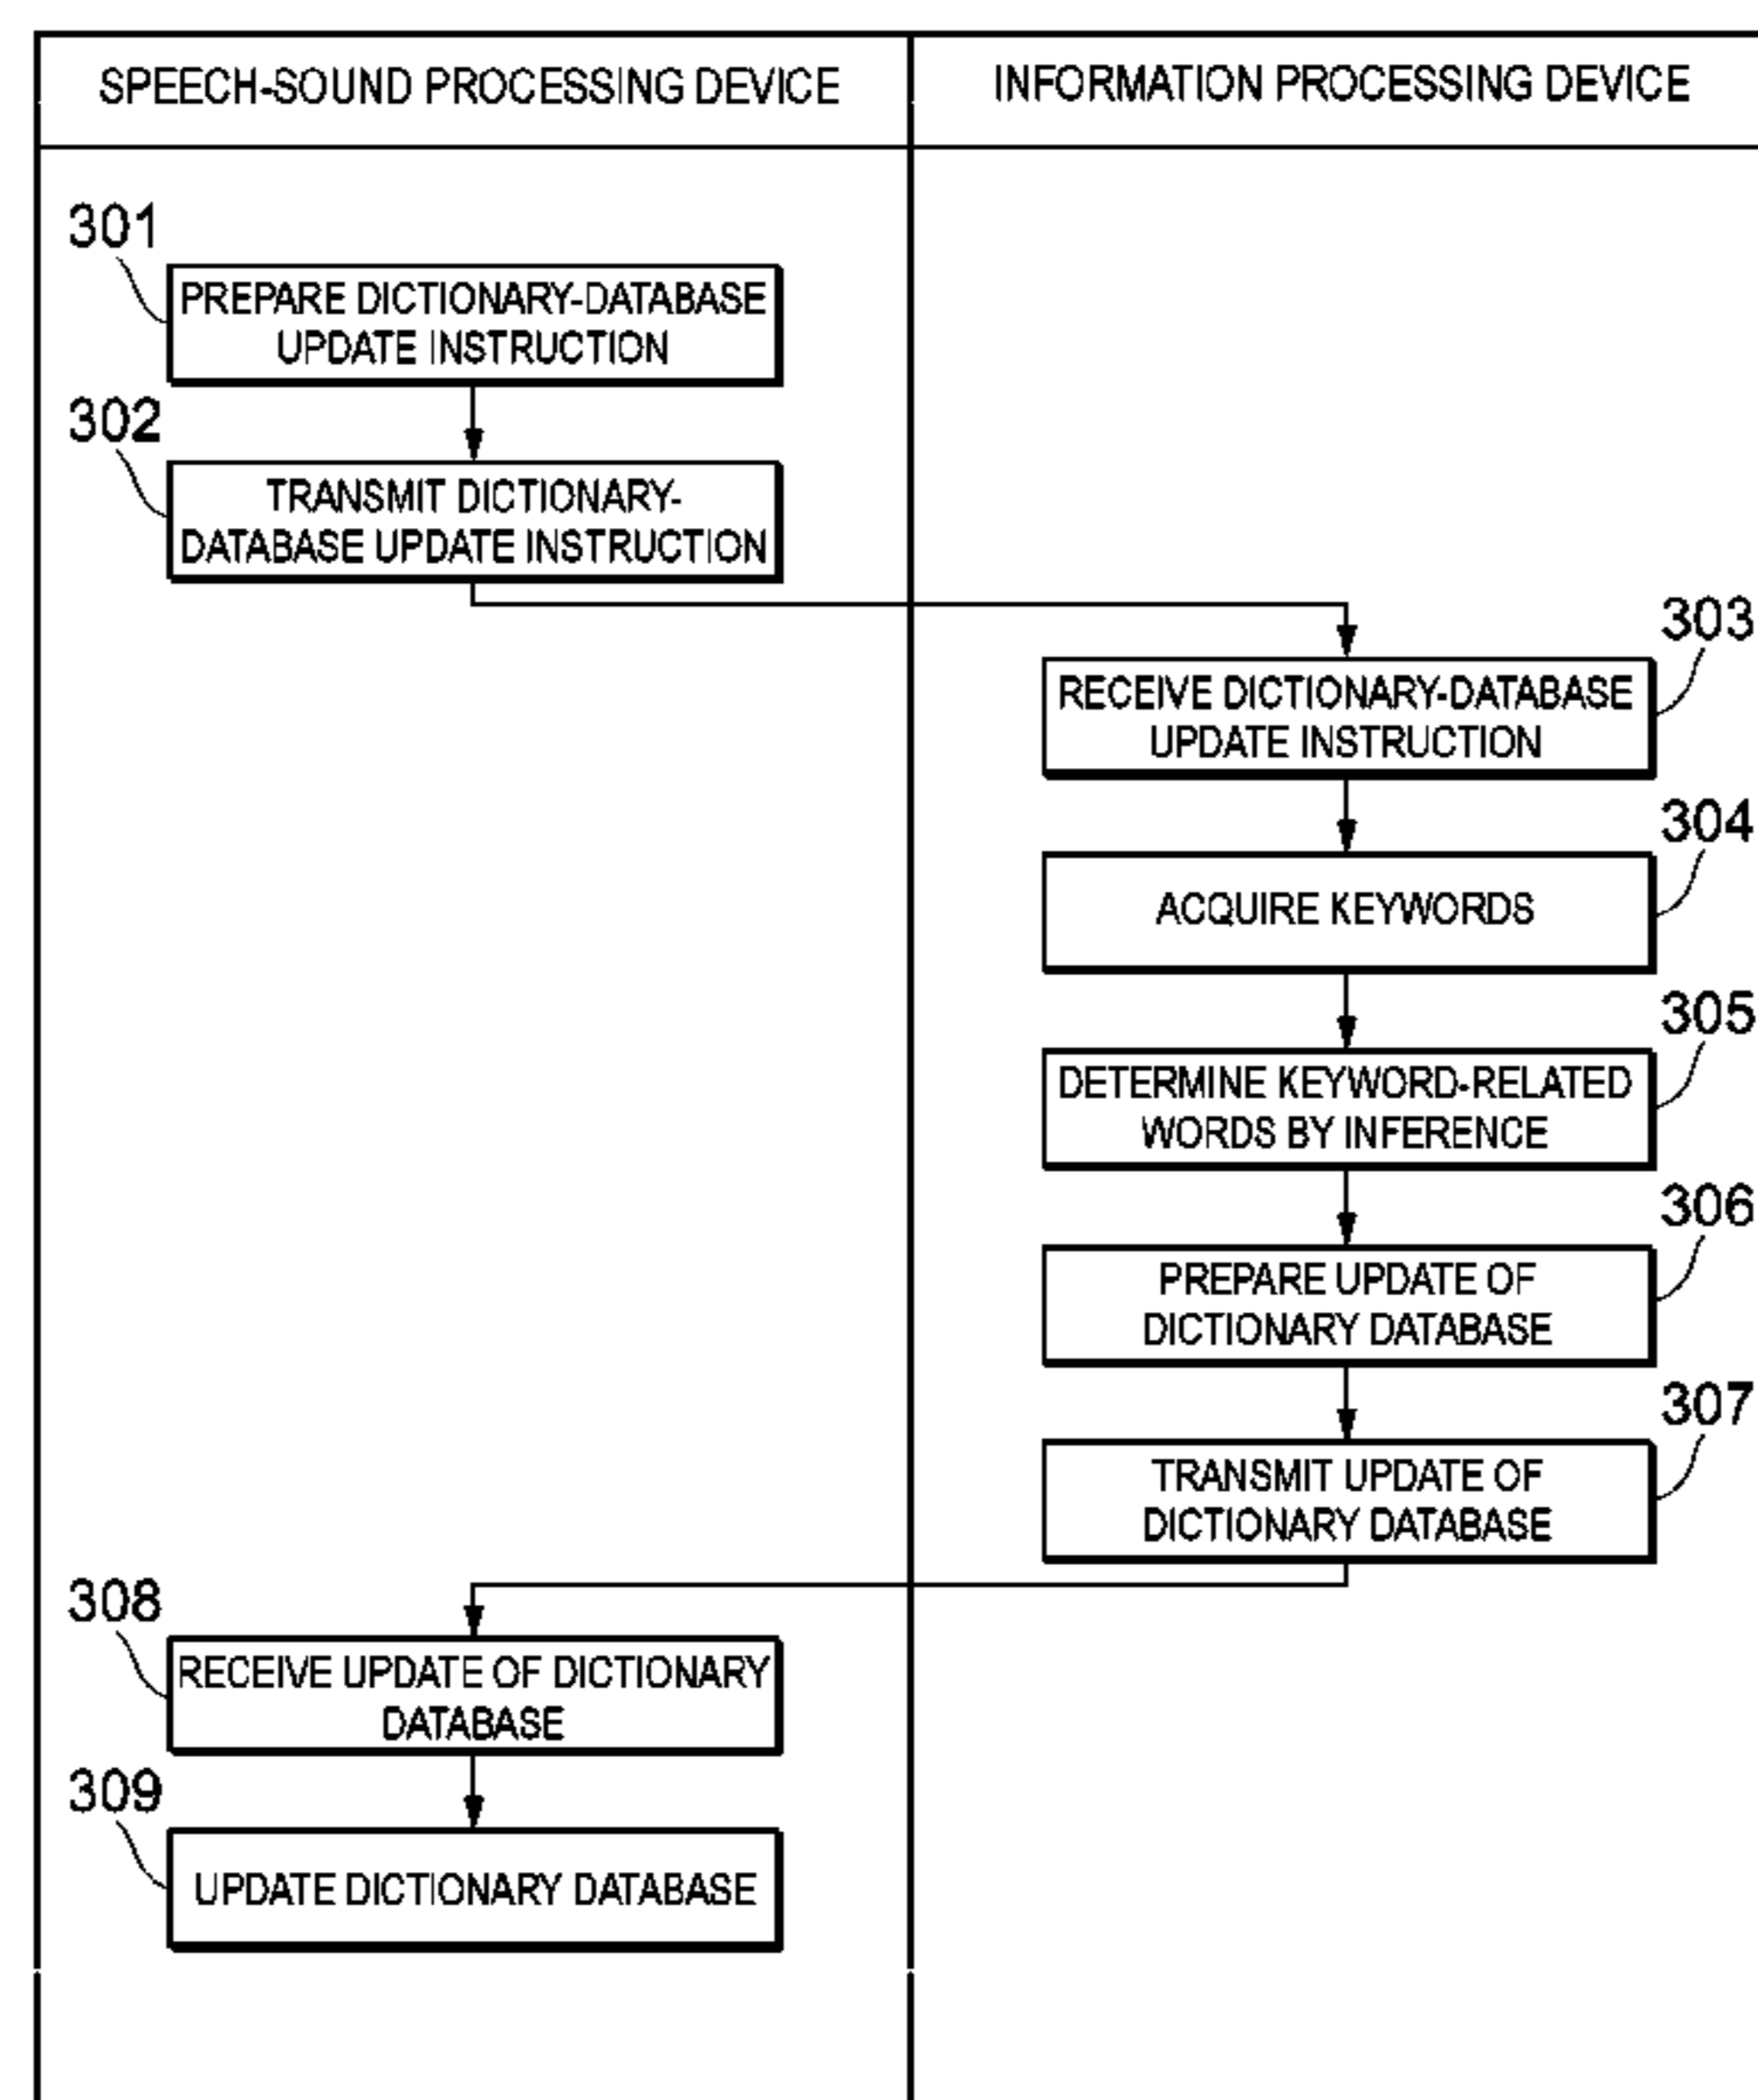 SPEECH-SOUND PROCESSING DEVICE
INFORMATION PROCESSING DEVICE
301
PREPARE DICTIONARY-DATABASE
UPDATE INSTRUCTION
302
TRANSMIT DICTIONARY-
DATABASE UPDATE INSTRUCTION
303
RECEIVE DICTIONARY-DATABASE
UPDATE INSTRUCTION
304
ACQUIRE KEYWORDS
305
DETERMINE KEYWORD-RELATED
WORDS BY INFERENCE
306
PREPARE UPDATE OF
DICTIONARY DATABASE
307
TRANSMIT UPDATE OF
DICTIONARY DATABASE
308
RECEIVE UPDATE OF DICTIONARY
DATABASE
309
UPDATE DICTIONARY DATABASE